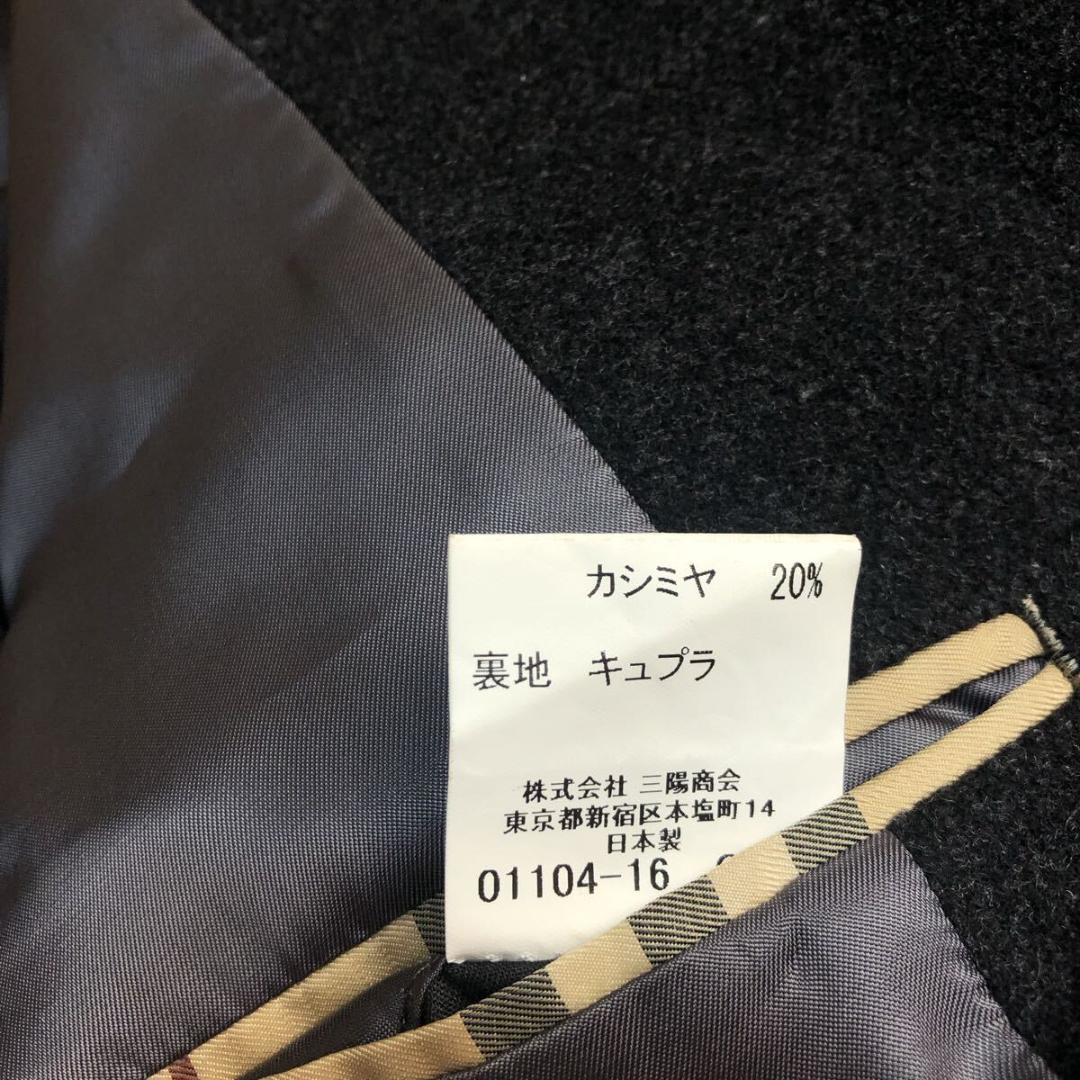 カシミヤ 20%
裏地 キュプラ
株式会社 三陽商会
東京都新宿区本塩町14
日本製
01104-16